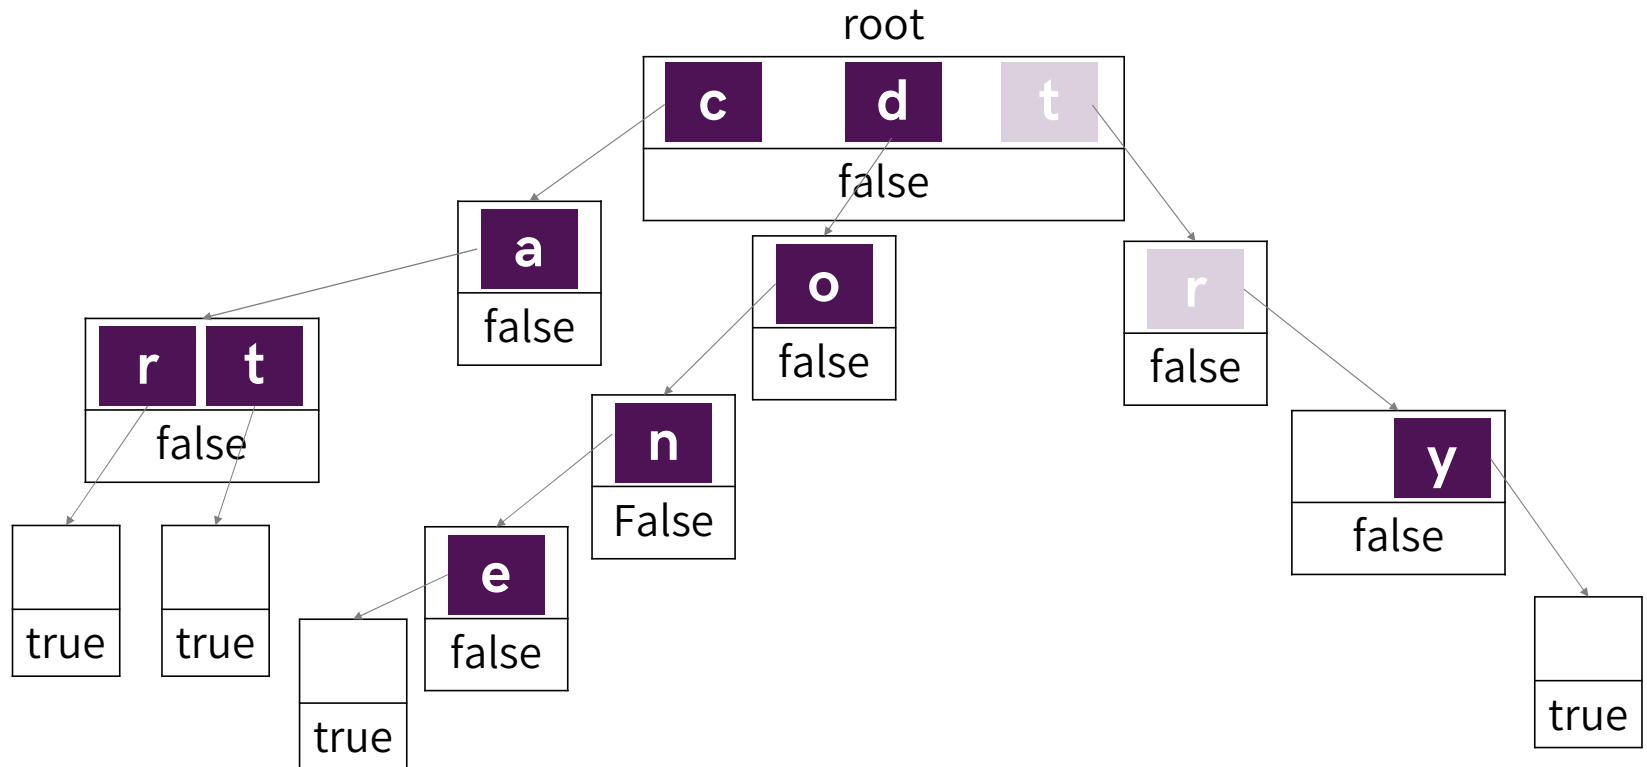 root
c d t
false
a
false
o
false
r
false
r t
false
n
False
y
false
e
false
true
true
true
true